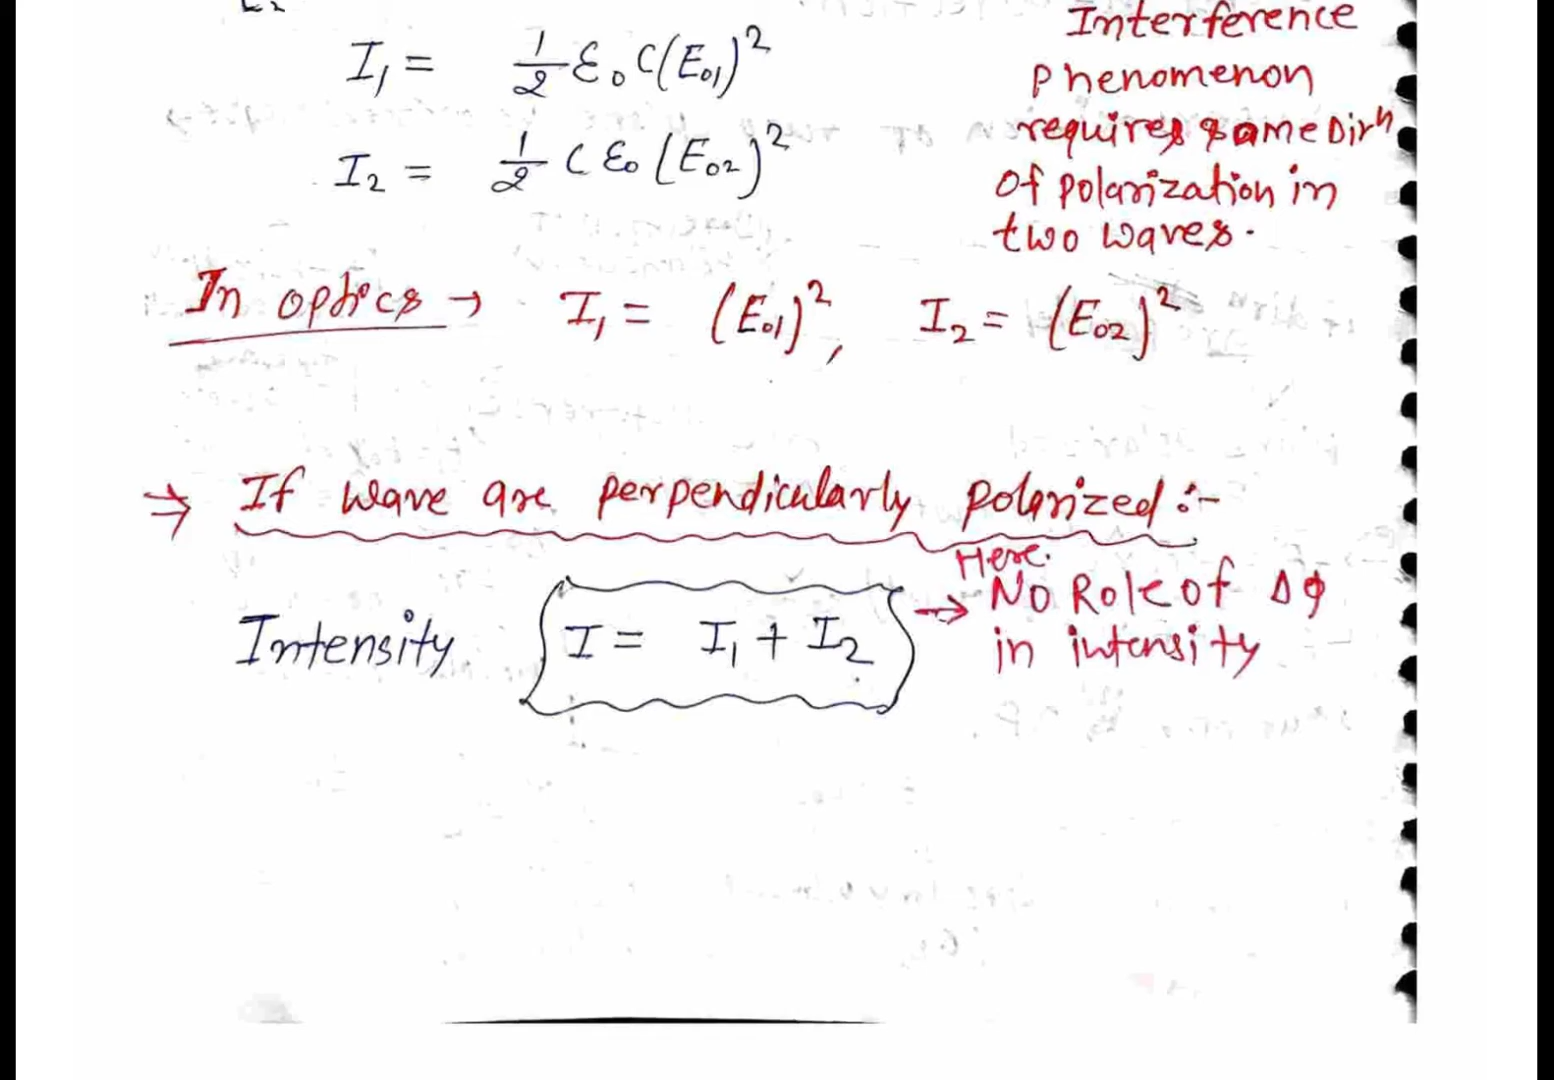 Interference
Phenomenon
requires same Dirⁿ
of polarization in
two waves.
I₁ = 1/2 ε₀ C(E₀₁)²
I₂ = 1/2 C ε₀ (E₀₂)²
In optics → I₁ = (E₀₁)², I₂ = (E₀₂)²
⇒ If wave are perpendicularly polarized :-
Intensity I = I₁ + I₂
Here.
→ No Role of Δφ
in intensity